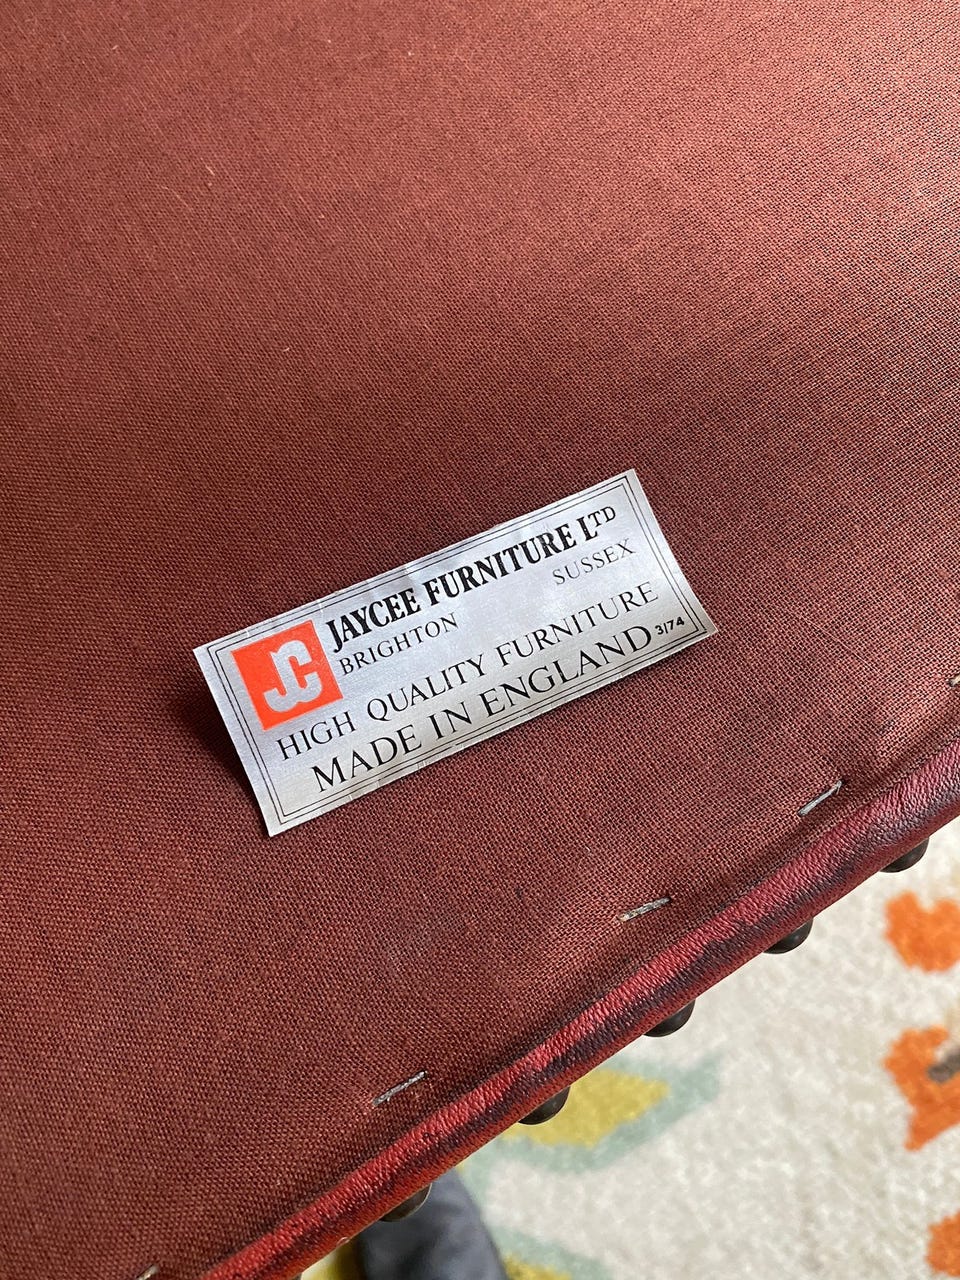 JC
JAYCEE FURNITURE LTD
BRIGHTON SUSSEX
HIGH QUALITY FURNITURE
MADE IN ENGLAND 3/74